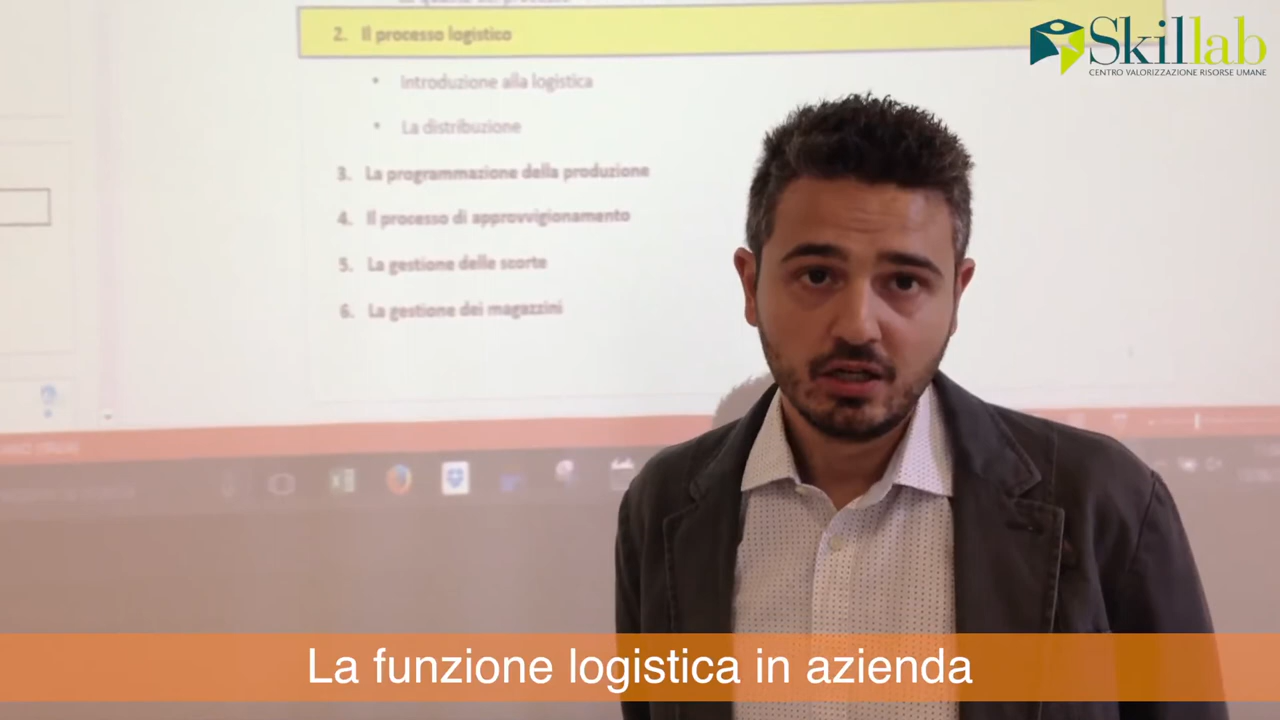 2. Il processo logistico
• Introduzione alla logistica
• La distribuzione
3. La programmazione della produzione
4. Il processo di approvvigionamento
5. La gestione delle scorte
6. La gestione dei magazzini
Skillab
CENTRO VALORIZZAZIONE RISORSE UMANE
La funzione logistica in azienda